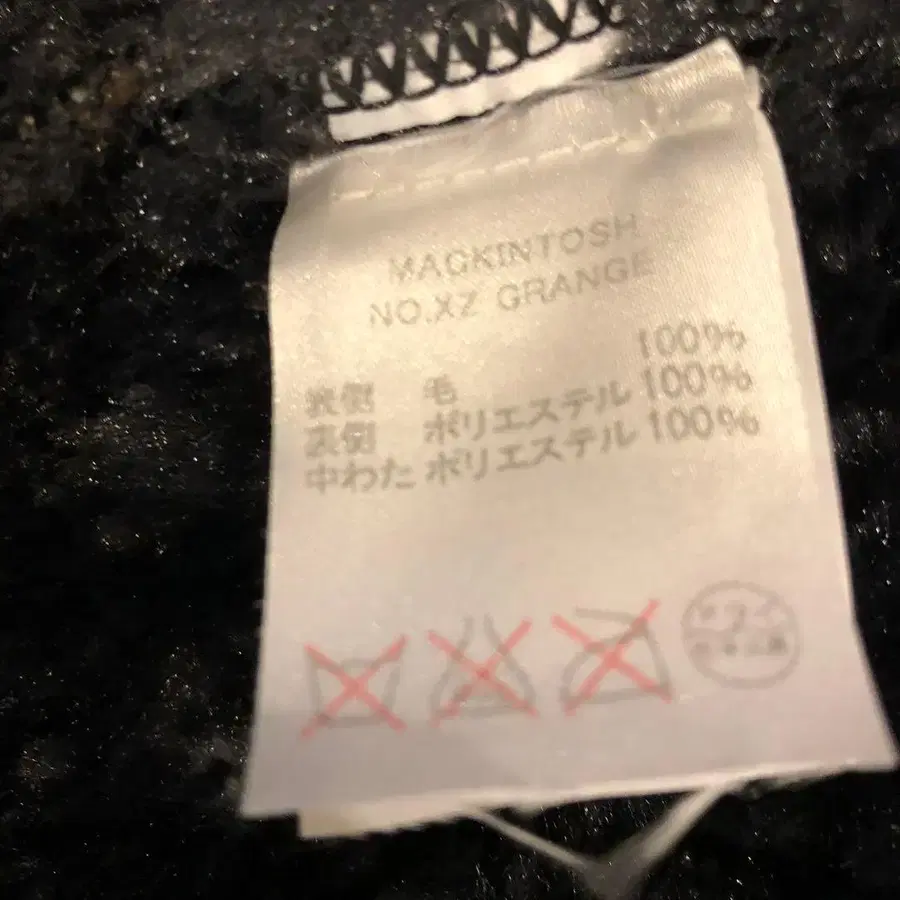 MACKINTOSH
NO.XZ GRANGE
表側 毛 100%
裏側 ポリエステル 100%
中わた ポリエステル 100%